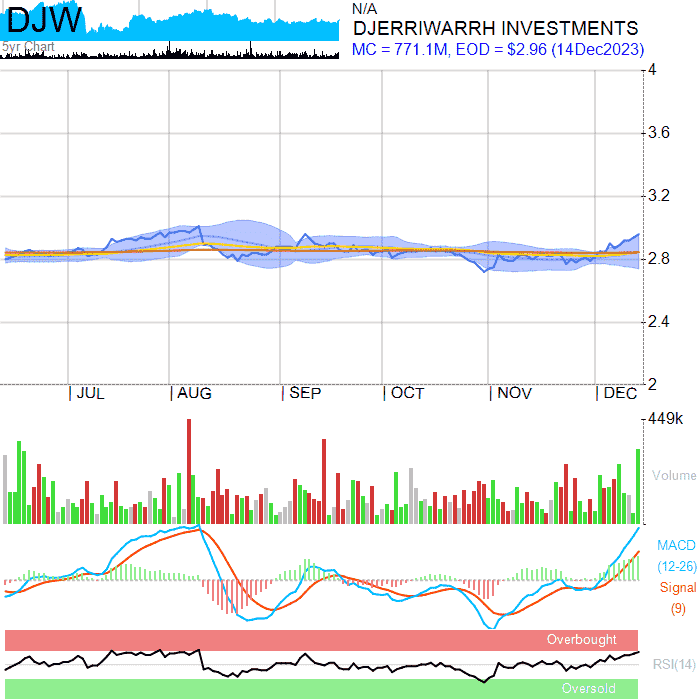 DJW
5yr Chart
N/A
DJERRIWARRH INVESTMENTS
MC = 771.1M, EOD = $2.96 (14Dec2023)
4
3.6
3.2
2.8
2.4
2
JUL AUG SEP OCT NOV DEC
449k
Volume
MACD
(12-26)
Signal
(9)
Overbought
RSI(14)
Oversold